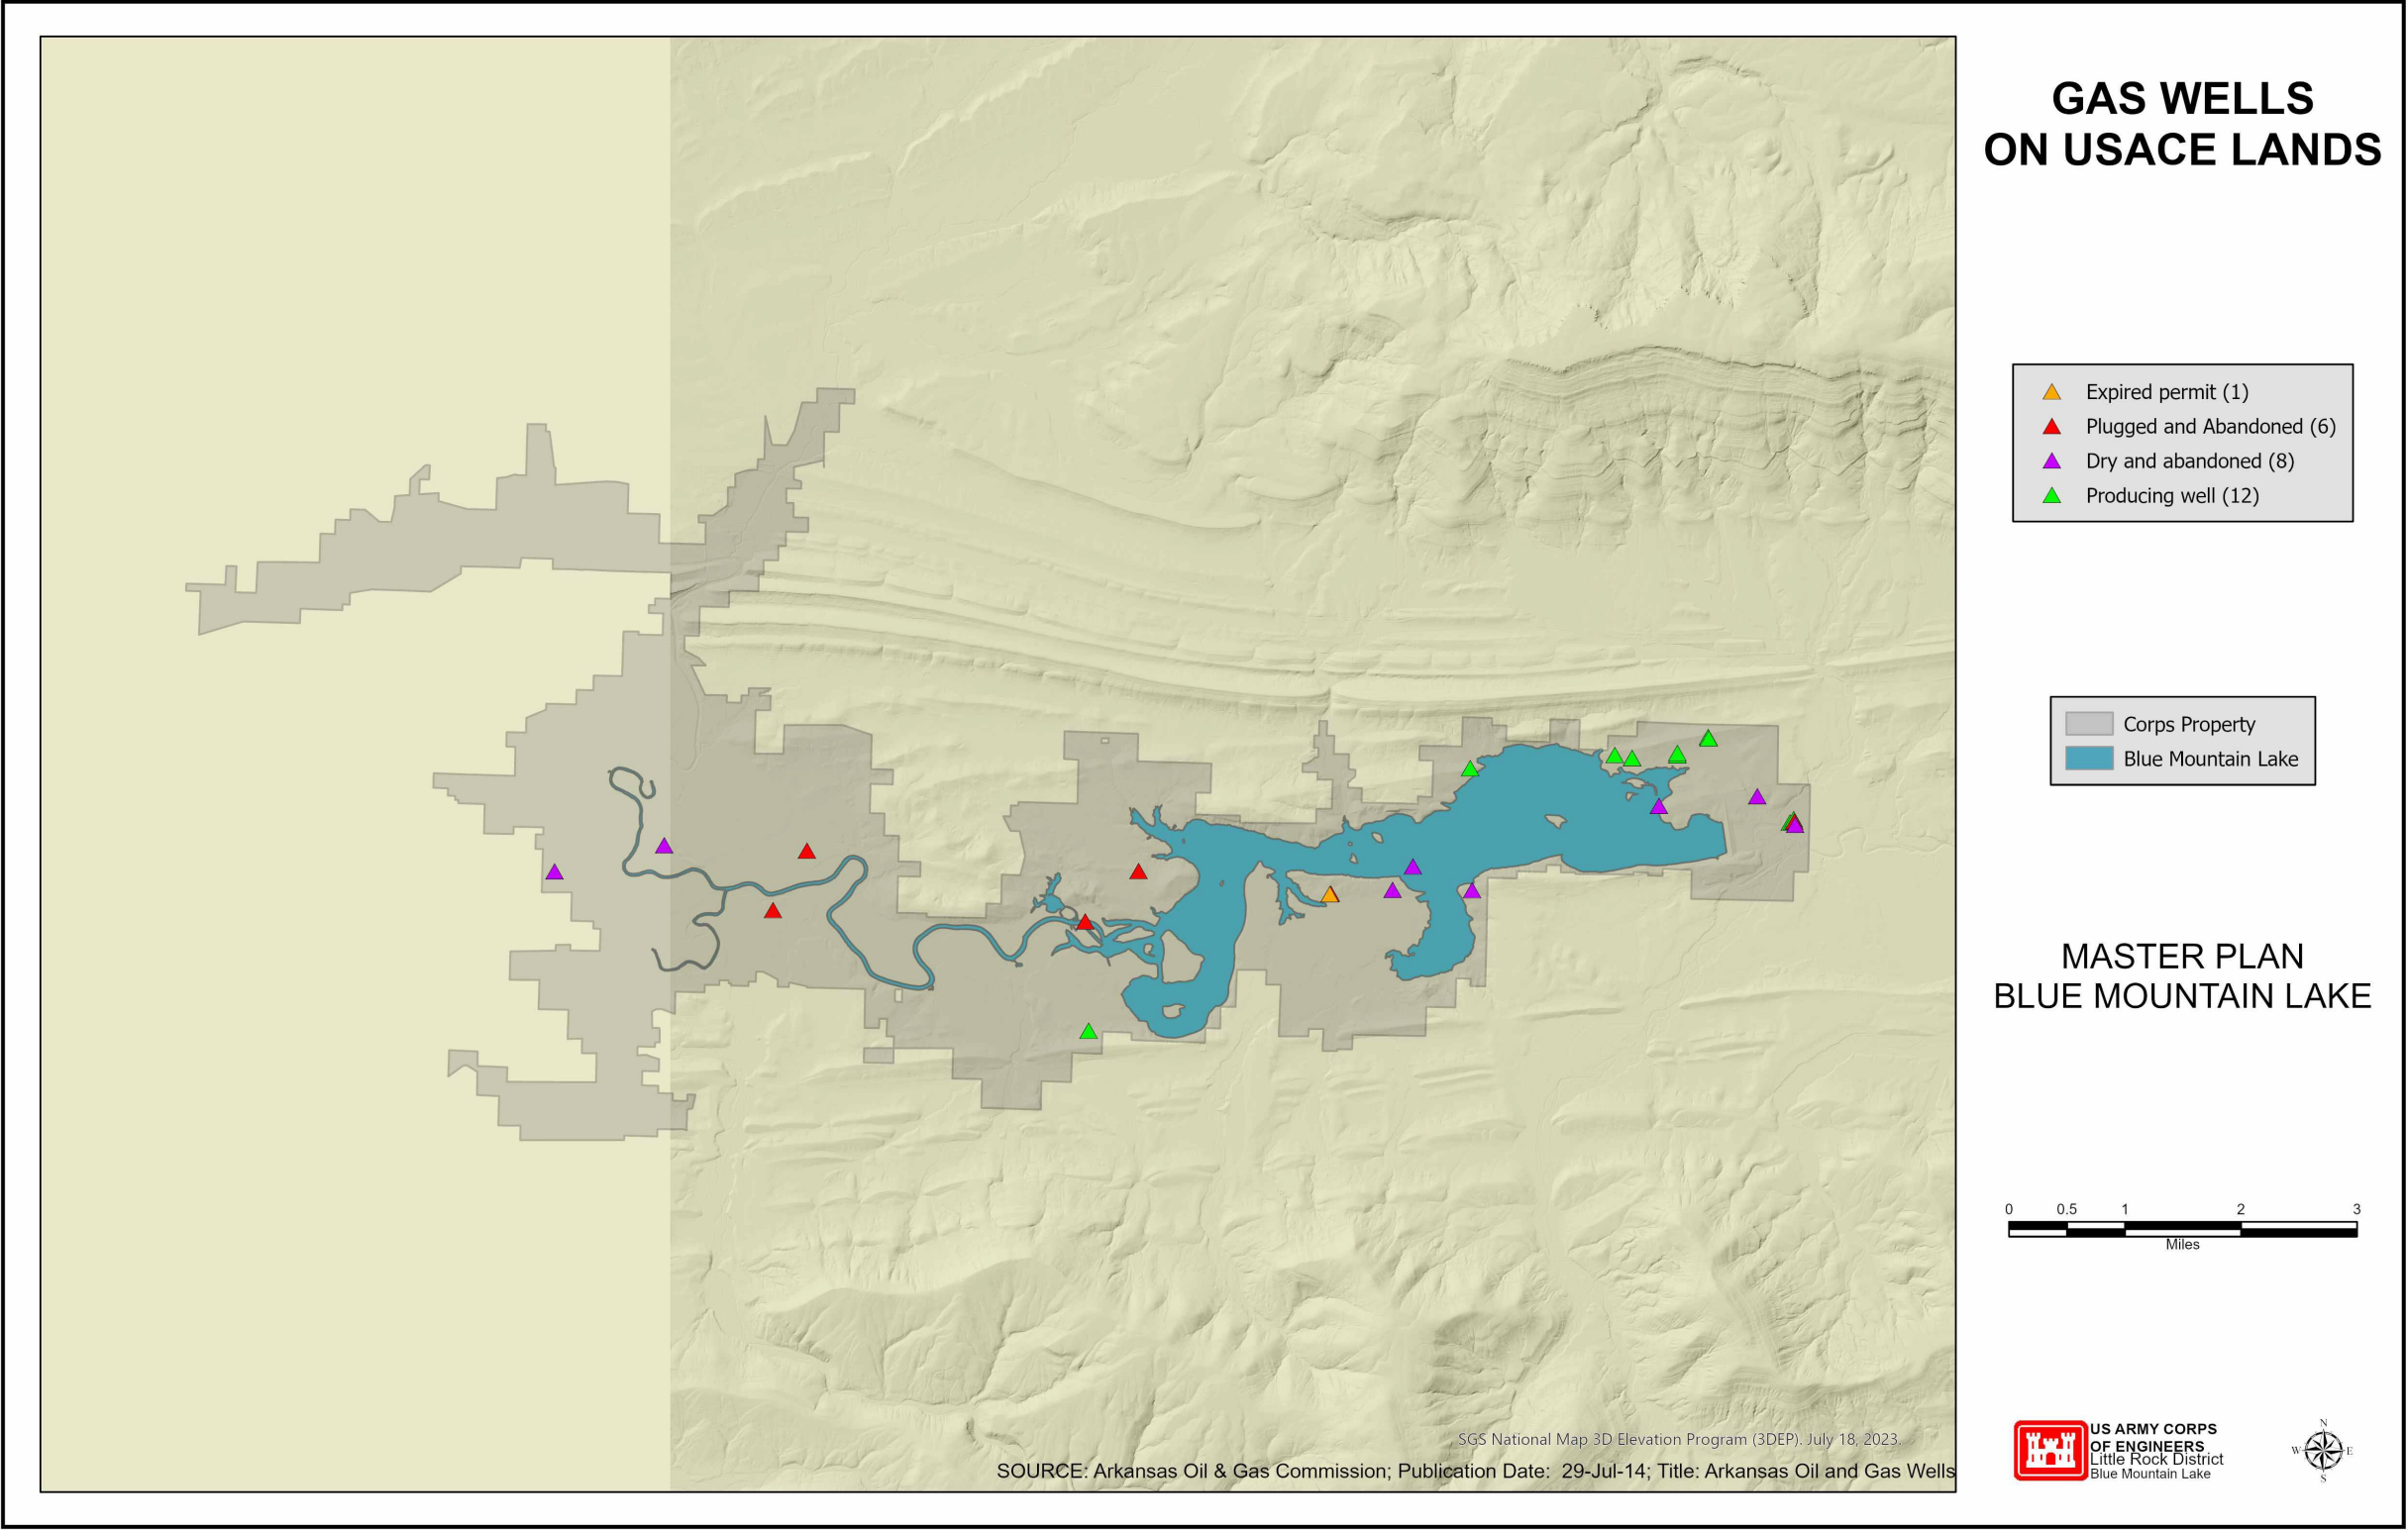 GAS WELLS
ON USACE LANDS
Expired permit (1)
Plugged and Abandoned (6)
Dry and abandoned (8)
Producing well (12)
Corps Property
Blue Mountain Lake
MASTER PLAN
BLUE MOUNTAIN LAKE
0 0.5 1 2 3
Miles
SGS National Map 3D Elevation Program (3DEP). July 18, 2023.
SOURCE: Arkansas Oil & Gas Commission; Publication Date: 29-Jul-14; Title: Arkansas Oil and Gas Wells
US ARMY CORPS
OF ENGINEERS
Little Rock District
Blue Mountain Lake
N
W E
S